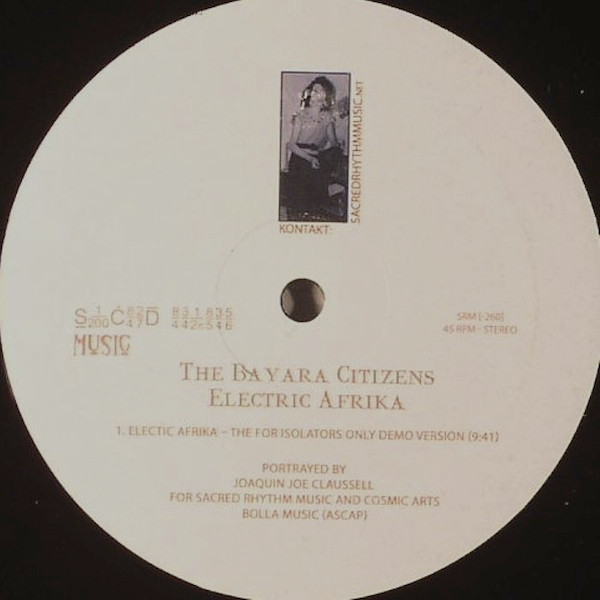 SACREDRHYTHMMUSIC.NET
KONTAKT:
MUSIC
SRM [-260]
45 RPM - STEREO
THE BAYARA CITIZENS
ELECTRIC AFRIKA
1. ELECTIC AFRIKA – THE FOR ISOLATORS ONLY DEMO VERSION (9:41)
PORTRAYED BY
JOAQUIN JOE CLAUSSELL
FOR SACRED RHYTHM MUSIC AND COSMIC ARTS
BOLLA MUSIC (ASCAP)